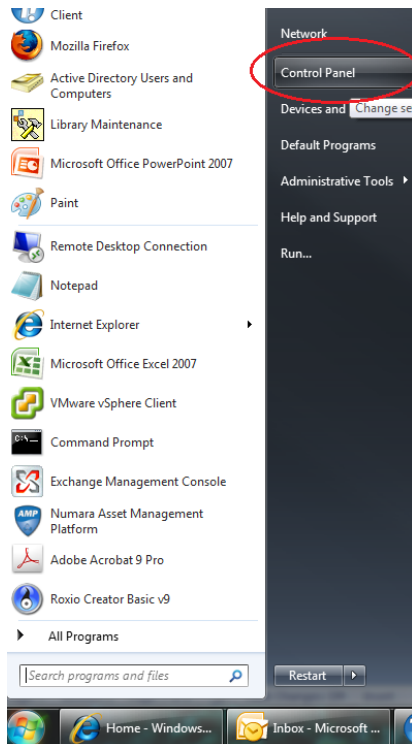 Client
Mozilla Firefox
Active Directory Users and
Computers
Library Maintenance
Microsoft Office PowerPoint 2007
Paint
Remote Desktop Connection
Notepad
Internet Explorer
Microsoft Office Excel 2007
VMware vSphere Client
C:\
Command Prompt
Exchange Management Console
AMP
Numara Asset Management
Platform
Adobe Acrobat 9 Pro
Roxio Creator Basic v9
All Programs
Search programs and files
Network
Control Panel
Devices and
Change se
Default Programs
Administrative Tools
Help and Support
Run...
Restart
Home - Windows...
Inbox - Microsoft ...